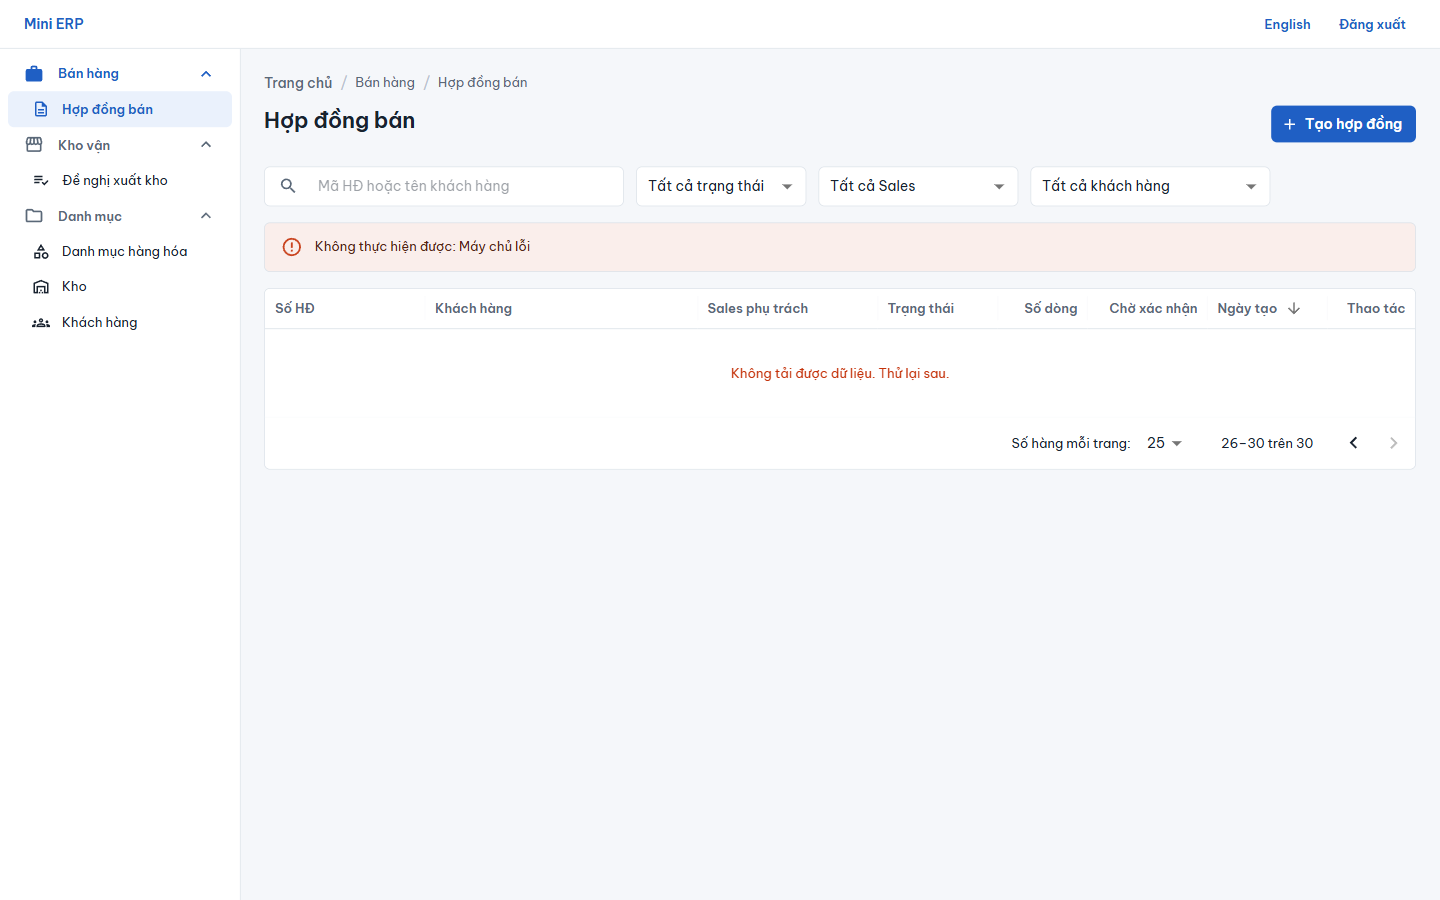 Mini ERP
English
Đăng xuất
Bán hàng
Hợp đồng bán
Kho vận
Đề nghị xuất kho
Danh mục
Danh mục hàng hóa
Kho
Khách hàng
Trang chủ / Bán hàng / Hợp đồng bán
Hợp đồng bán
Tạo hợp đồng
Mã HĐ hoặc tên khách hàng
Tất cả trạng thái
Tất cả Sales
Tất cả khách hàng
Không thực hiện được: Máy chủ lỗi
Số HĐ Khách hàng Sales phụ trách Trạng thái Số dòng Chờ xác nhận Ngày tạo Thao tác
Không tải được dữ liệu. Thử lại sau.
Số hàng mỗi trang: 25 26–30 trên 30